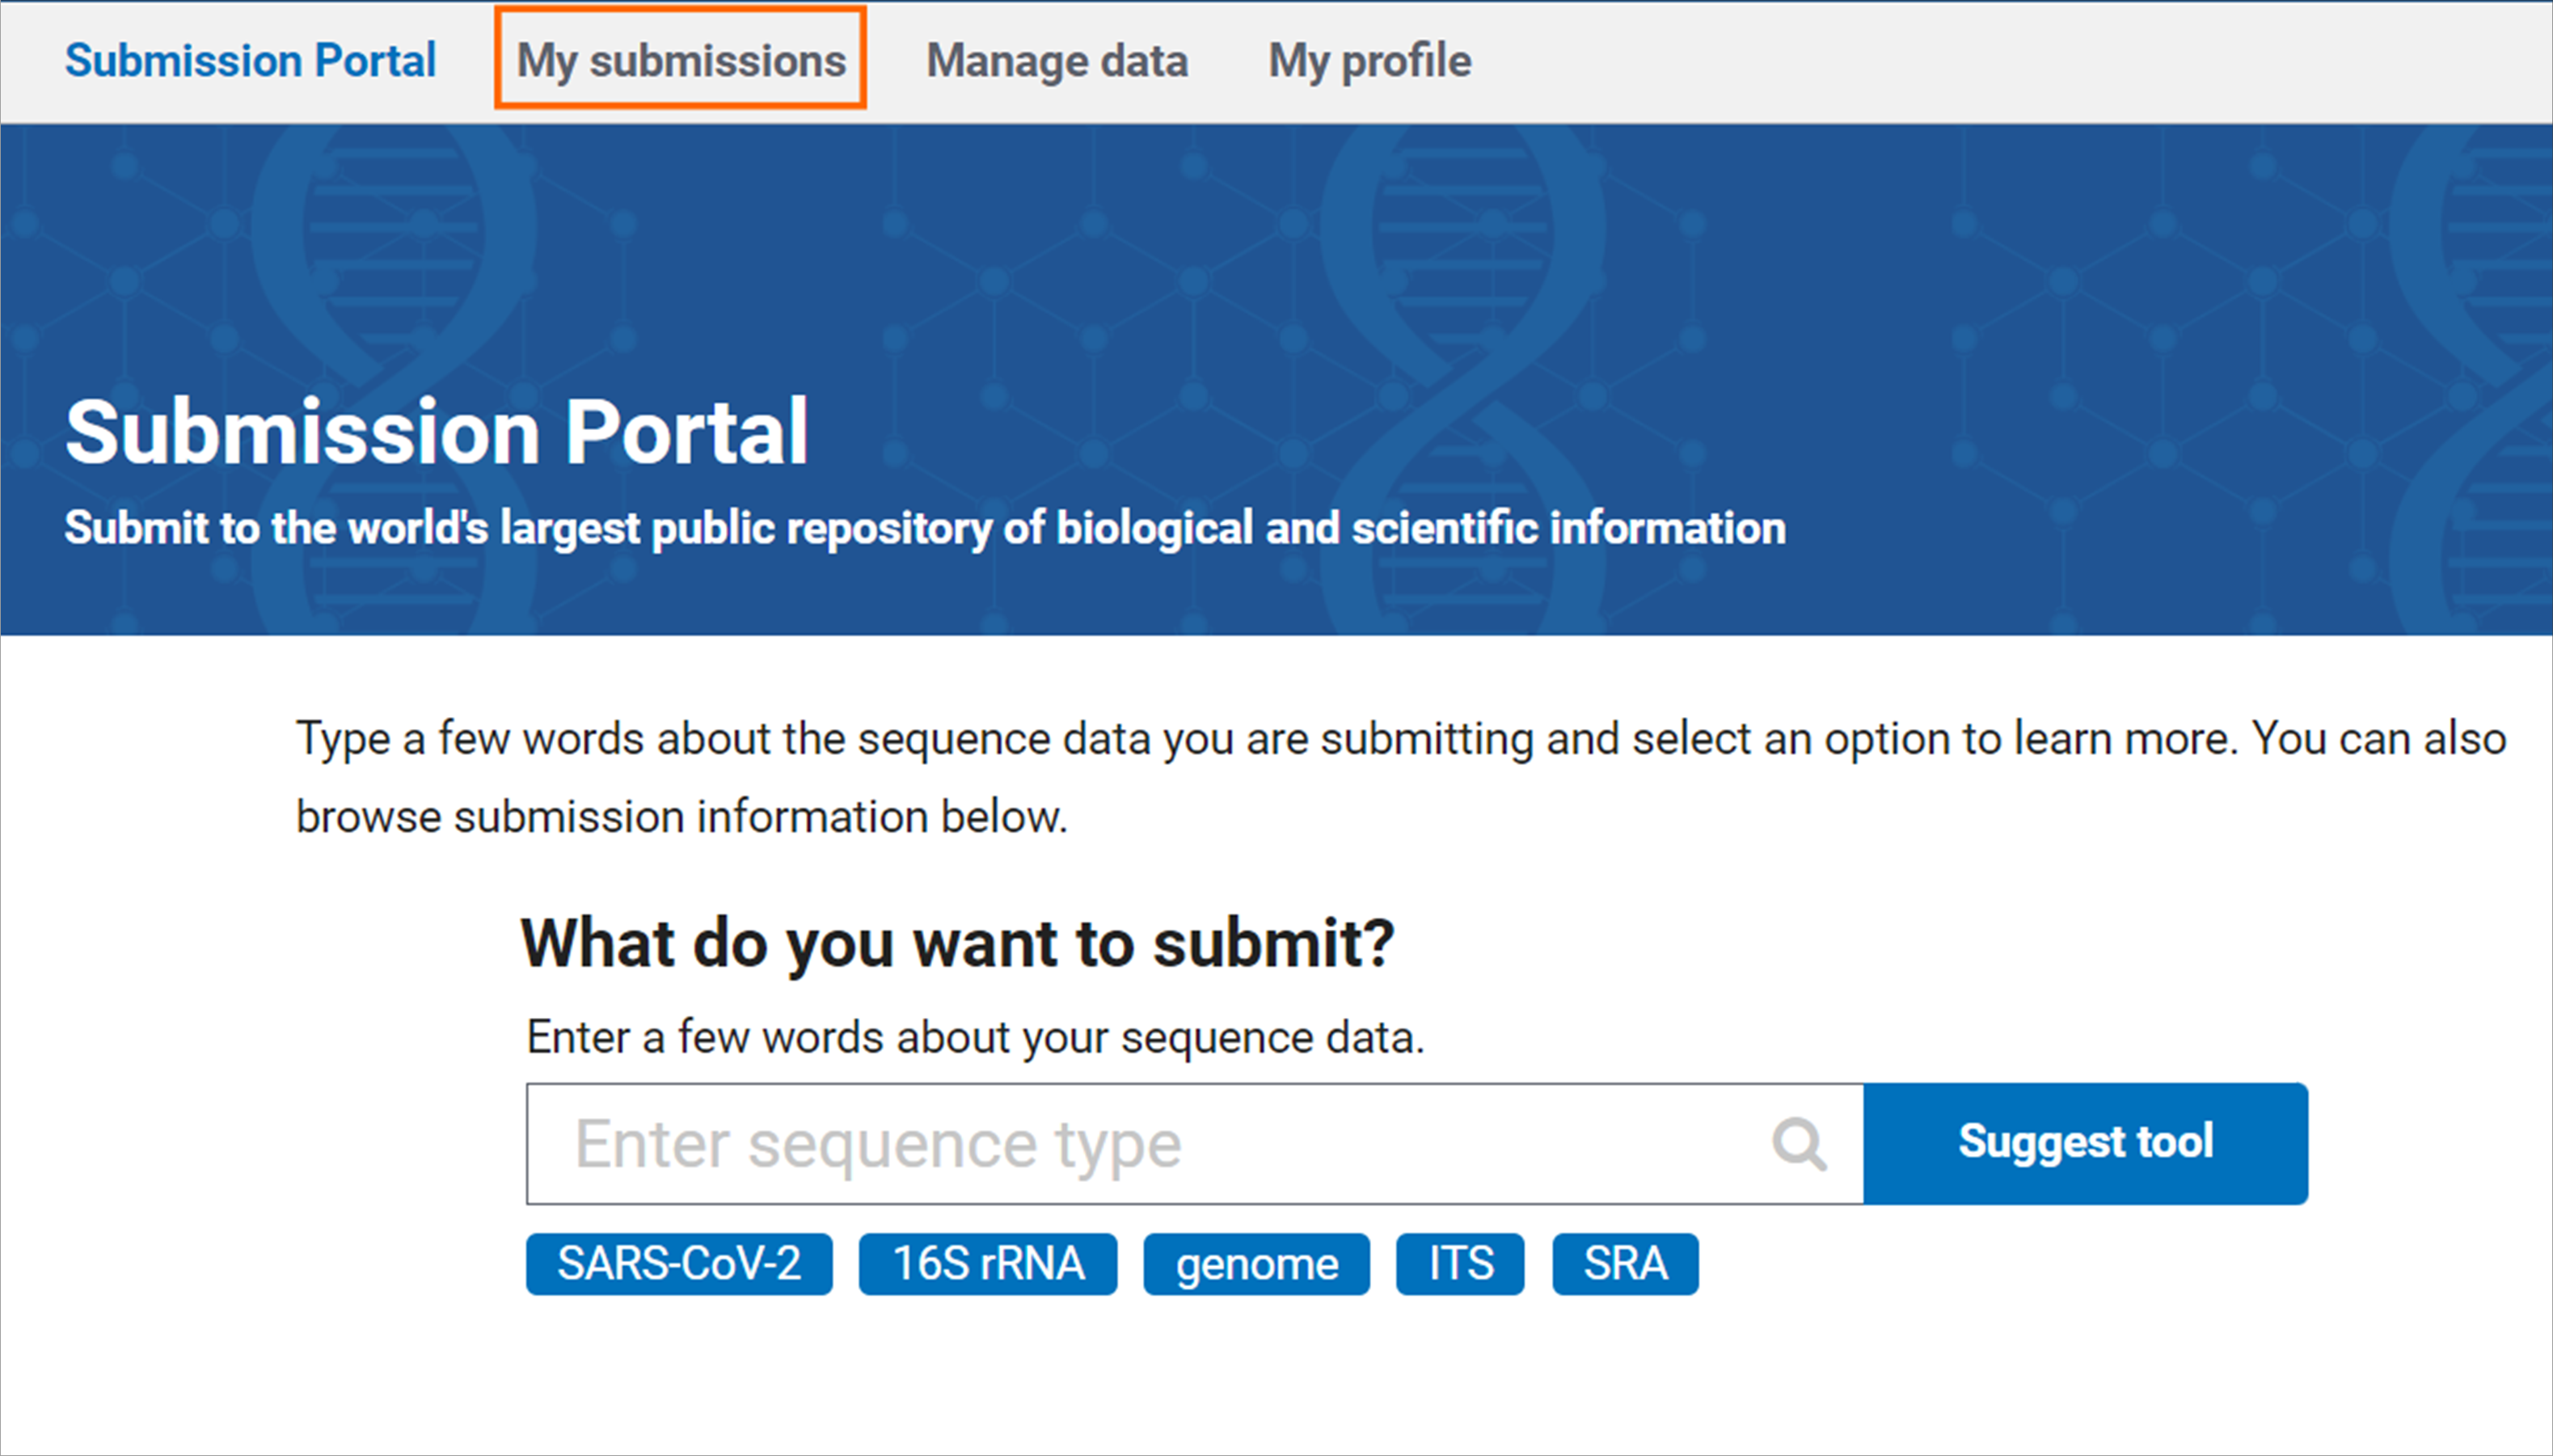 Submission Portal My submissions Manage data My profile
Submission Portal
Submit to the world's largest public repository of biological and scientific information
Type a few words about the sequence data you are submitting and select an option to learn more. You can also
browse submission information below.
What do you want to submit?
Enter a few words about your sequence data.
Enter sequence type Suggest tool
SARS-CoV-2 16S rRNA genome ITS SRA